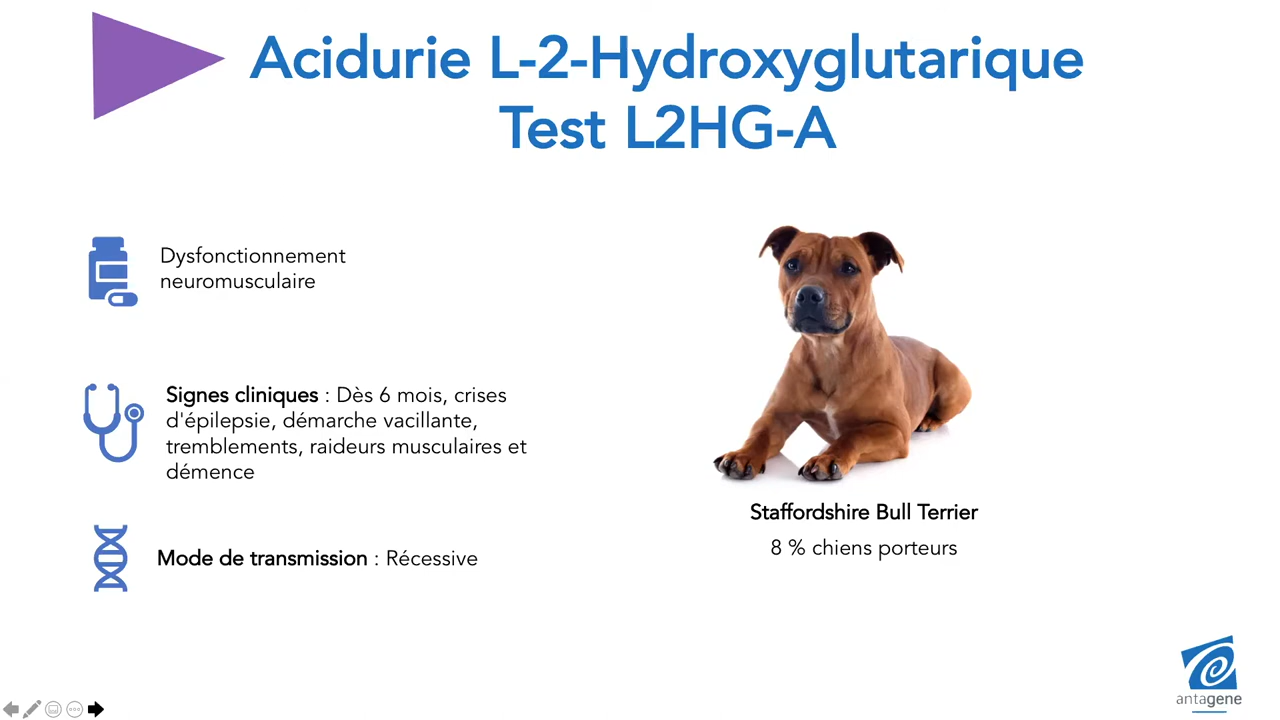 Acidurie L-2-Hydroxyglutarique
Test L2HG-A
Dysfonctionnement
neuromusculaire
Signes cliniques : Dès 6 mois, crises
d'épilepsie, démarche vacillante,
tremblements, raideurs musculaires et
démence
Mode de transmission : Récessive
Staffordshire Bull Terrier
8 % chiens porteurs
antagene